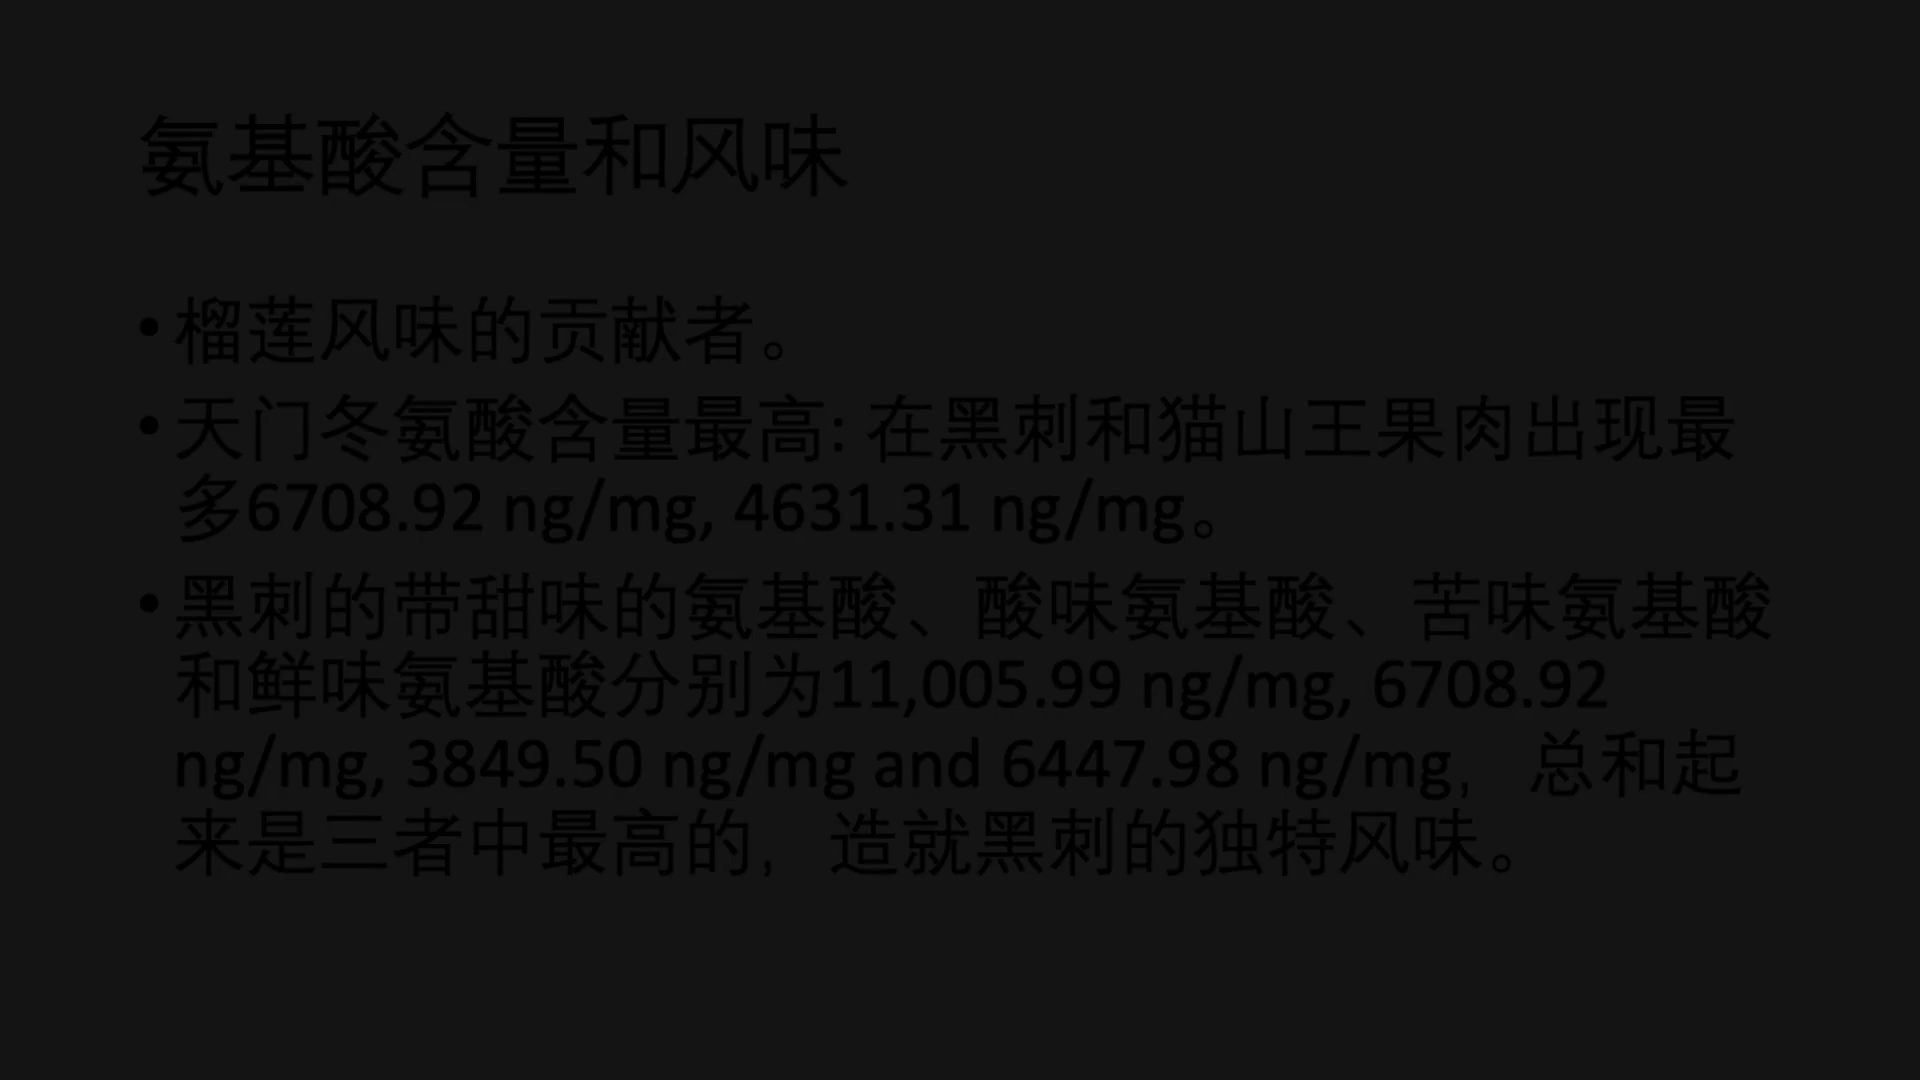 氨基酸含量和风味
• 榴莲风味的贡献者。
• 天门冬氨酸含量最高: 在黑刺和猫山王果肉出现最
多6708.92 ng/mg, 4631.31 ng/mg。
• 黑刺的带甜味的氨基酸、酸味氨基酸、苦味氨基酸
和鲜味氨基酸分别为11,005.99 ng/mg, 6708.92
ng/mg, 3849.50 ng/mg and 6447.98 ng/mg, 总和起
来是三者中最高的, 造就黑刺的独特风味。